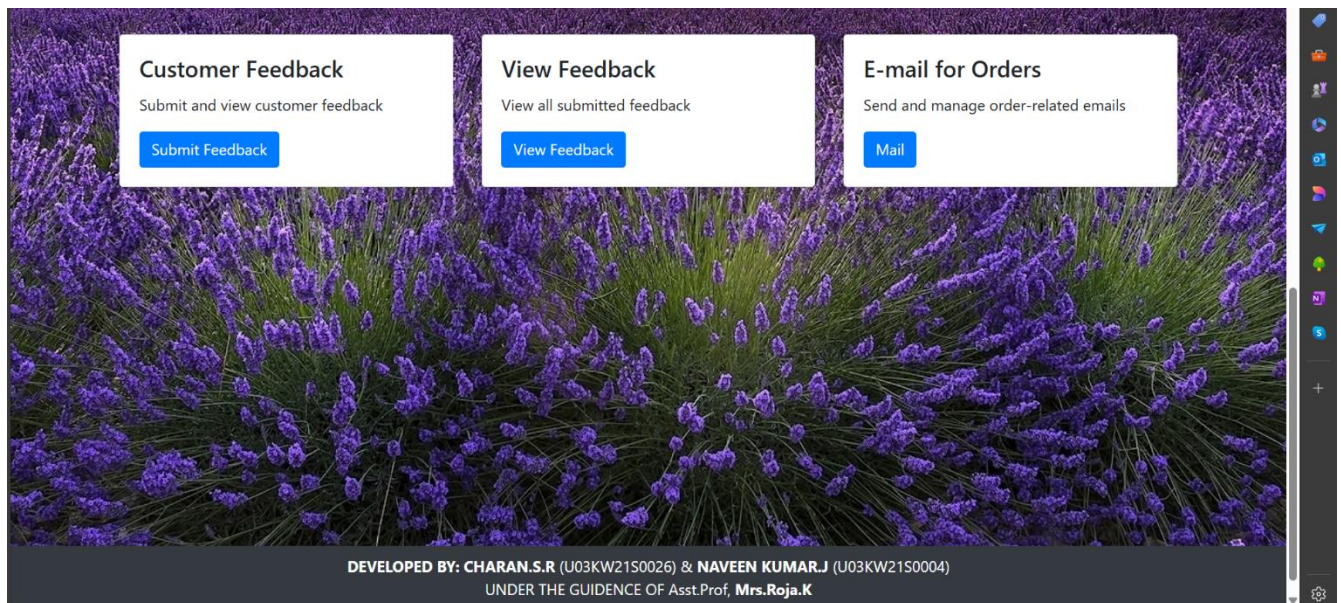 Customer Feedback
Submit and view customer feedback
Submit Feedback
View Feedback
View all submitted feedback
View Feedback
E-mail for Orders
Send and manage order-related emails
Mail
DEVELOPED BY: CHARAN.S.R (U03KW21S0026) & NAVEEN KUMAR.J (U03KW21S0004)
UNDER THE GUIDENCE OF Asst.Prof, Mrs.Roja.K